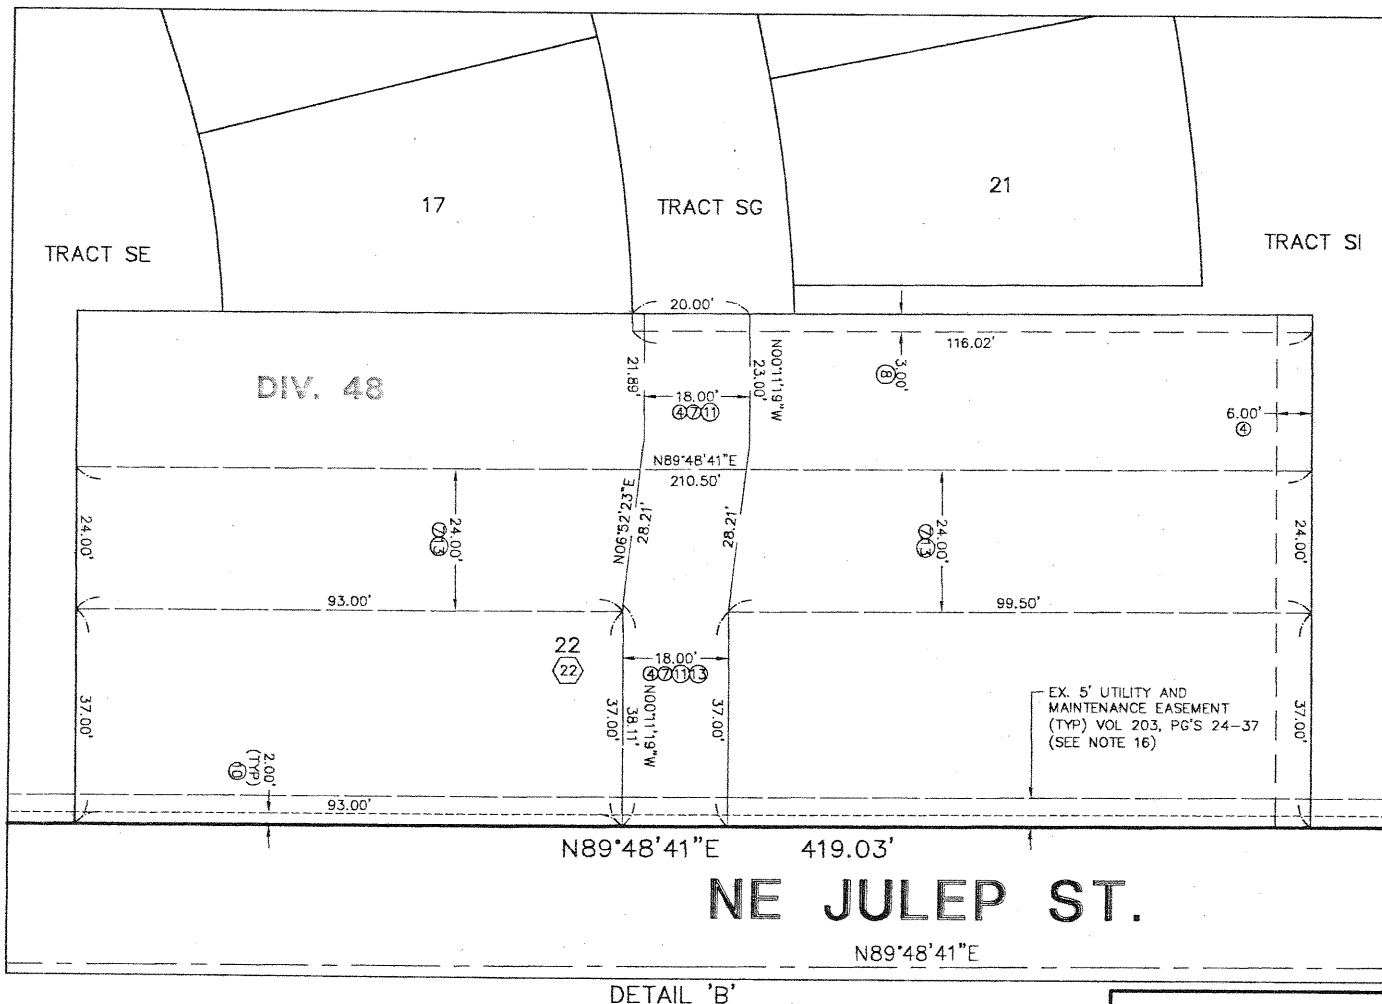 17
TRACT SG
21
TRACT SE
TRACT SI
20.00'
116.02'
DIV. 48
21.89'
N00°11'19"W
23.00'
3.00'
8
18.00'
4 7 11
6.00'
4
N89°48'41"E
210.50'
24.00'
24.00'
7 13
N06°52'23"E
28.21'
28.21'
24.00'
7 13
24.00'
93.00'
99.50'
22
22
18.00'
4 7 11 13
37.00'
37.00'
38.11'
N00°11'19"W
37.00'
EX. 5' UTILITY AND
MAINTENANCE EASEMENT
(TYP) VOL 203, PG'S 24-37
(SEE NOTE 16)
37.00'
2.00'
(TYP)
10
93.00'
N89°48'41"E 419.03'
NE JULEP ST.
N89°48'41"E
DETAIL 'B'